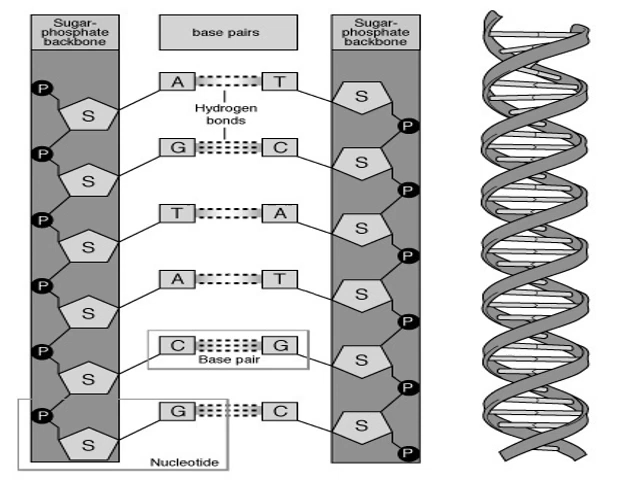 Sugar-
phosphate
backbone
base pairs
Sugar-
phosphate
backbone
P
A T
S
S
Hydrogen
bonds
P
P
G C
S
S
P
P
T A
S
S
P
P
A T
S
S
P
P
C G
Base pair
S
S
P
P
G C
S
S
P
Nucleotide